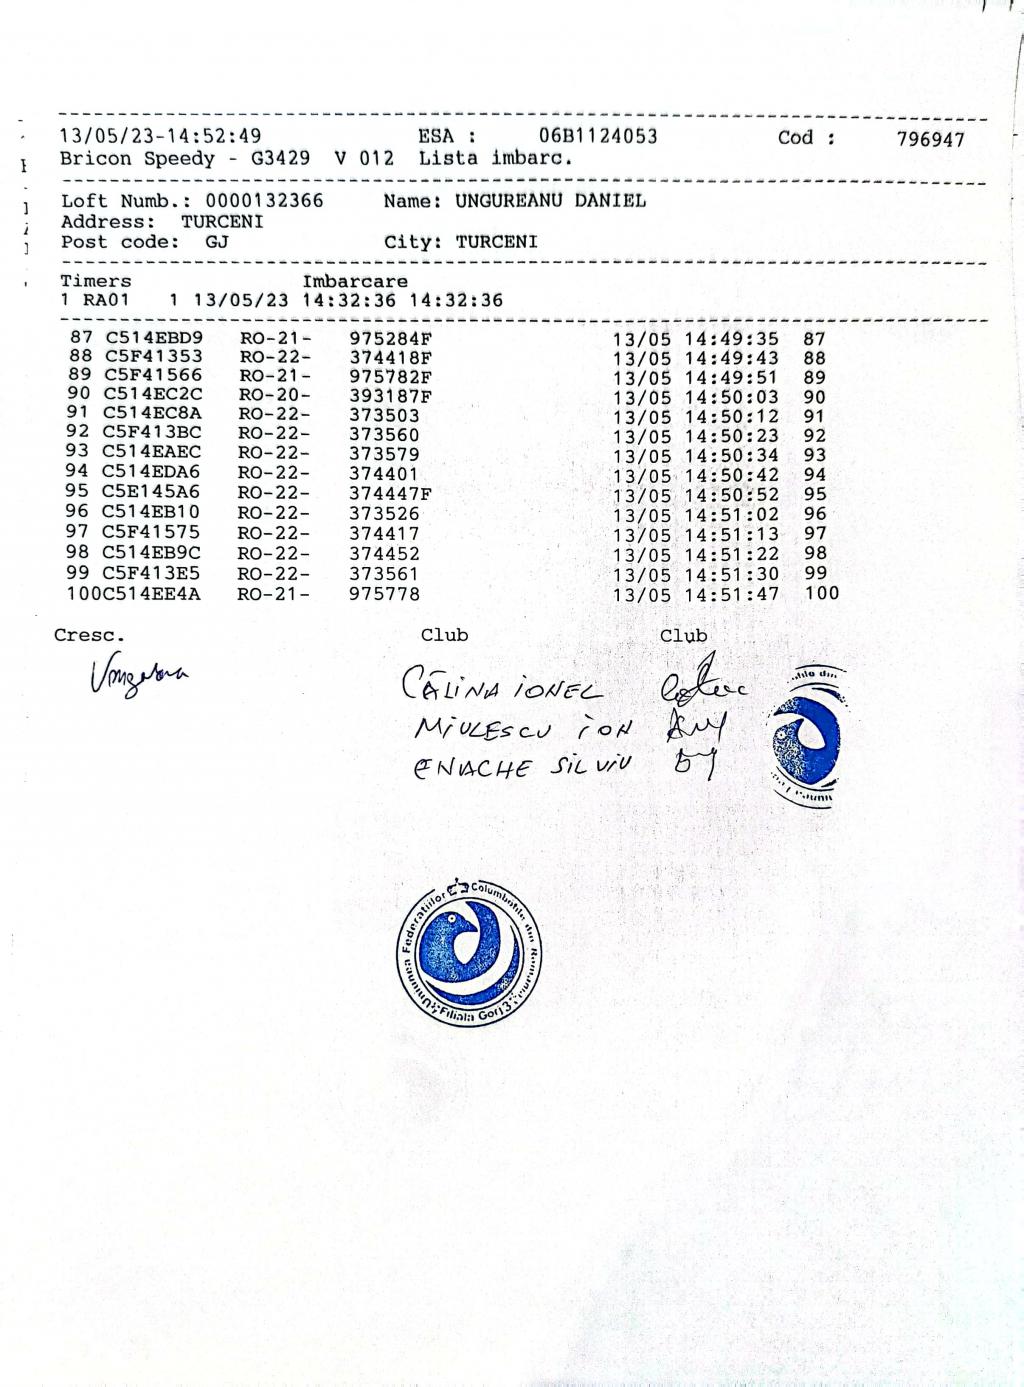 13/05/23-14:52:49 ESA : 06B1124053 Cod : 796947
Bricon Speedy - G3429 V 012 Lista imbarc.
Loft Numb.: 0000132366 Name: UNGUREANU DANIEL
Address: TURCENI
Post code: GJ City: TURCENI
Timers Imbarcare
1 RA01 1 13/05/23 14:32:36 14:32:36
87 C514EBD9 RO-21- 975284F 13/05 14:49:35 87
88 C5F41353 RO-22- 374418F 13/05 14:49:43 88
89 C5F41566 RO-21- 975782F 13/05 14:49:51 89
90 C514EC2C RO-20- 393187F 13/05 14:50:03 90
91 C514EC8A RO-22- 373503 13/05 14:50:12 91
92 C5F413BC RO-22- 373560 13/05 14:50:23 92
93 C514EAEC RO-22- 373579 13/05 14:50:34 93
94 C514EDA6 RO-22- 374401 13/05 14:50:42 94
95 C5E145A6 RO-22- 374447F 13/05 14:50:52 95
96 C514EB10 RO-22- 373526 13/05 14:51:02 96
97 C5F41575 RO-22- 374417 13/05 14:51:13 97
98 C514EB9C RO-22- 374452 13/05 14:51:22 98
99 C5F413E5 RO-22- 373561 13/05 14:51:30 99
100C514EE4A RO-21- 975778 13/05 14:51:47 100
Cresc. Club Club
CĂLINA IONEL
MIULESCU ION
ENACHE SILVIU
Uniunea Federatiilor Columbofile din Romania
Filiala Gorj